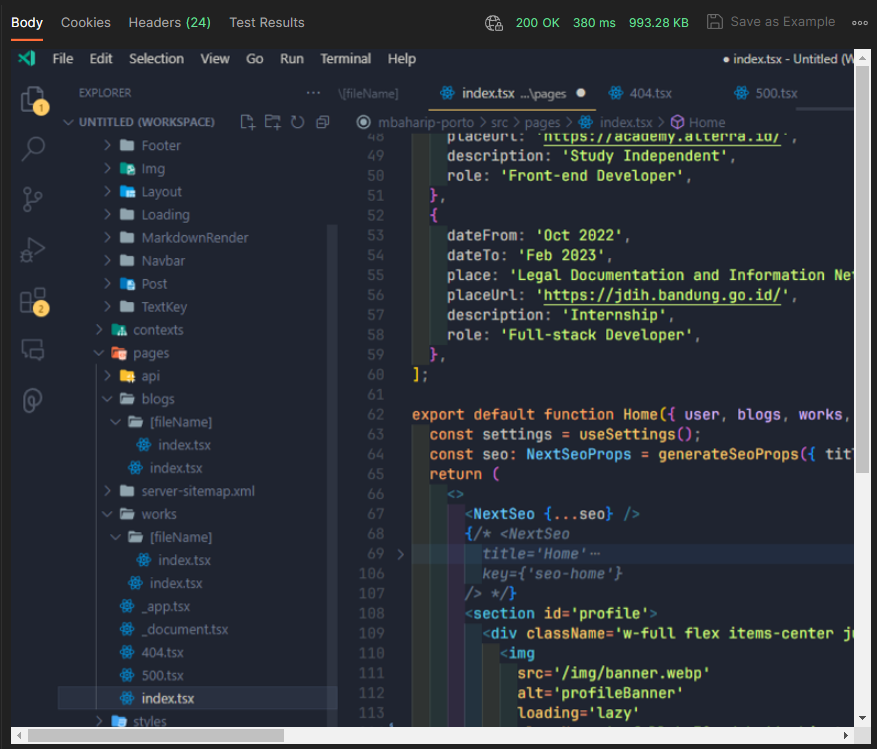 Body Cookies Headers (24) Test Results 200 OK 380 ms 993.28 KB Save as Example
File Edit Selection View Go Run Terminal Help ● index.tsx - Untitled (W
EXPLORER ···
UNTITLED (WORKSPACE)
Footer
Img
Layout
Loading
MarkdownRender
Navbar
Post
TextKey
contexts
pages
api
blogs
[fileName]
index.tsx
index.tsx
server-sitemap.xml
works
[fileName]
index.tsx
index.tsx
_app.tsx
_document.tsx
404.tsx
500.tsx
index.tsx
styles
1
2
\[fileName] index.tsx ...\pages ● 404.tsx 500.tsx
mbaharip-porto > src > pages > index.tsx > Home
48 placeUrl: 'https://academy.alterra.id/',
49 description: 'Study Independent',
50 role: 'Front-end Developer',
51 },
52 {
53 dateFrom: 'Oct 2022',
54 dateTo: 'Feb 2023',
55 place: 'Legal Documentation and Information Net
56 placeUrl: 'https://jdih.bandung.go.id/',
57 description: 'Internship',
58 role: 'Full-stack Developer',
59 },
60 ];
61
62 export default function Home({ user, blogs, works,
63 const settings = useSettings();
64 const seo: NextSeoProps = generateSeoProps({ titl
65 return (
66 <>
67 <NextSeo {...seo} />
68 {/* <NextSeo
69 title='Home' ···
106 key={'seo-home'}
107 /> */}
108 <section id='profile'>
109 <div className='w-full flex items-center ju
110 <img
111 src='/img/banner.webp'
112 alt='profileBanner'
113 loading='lazy'